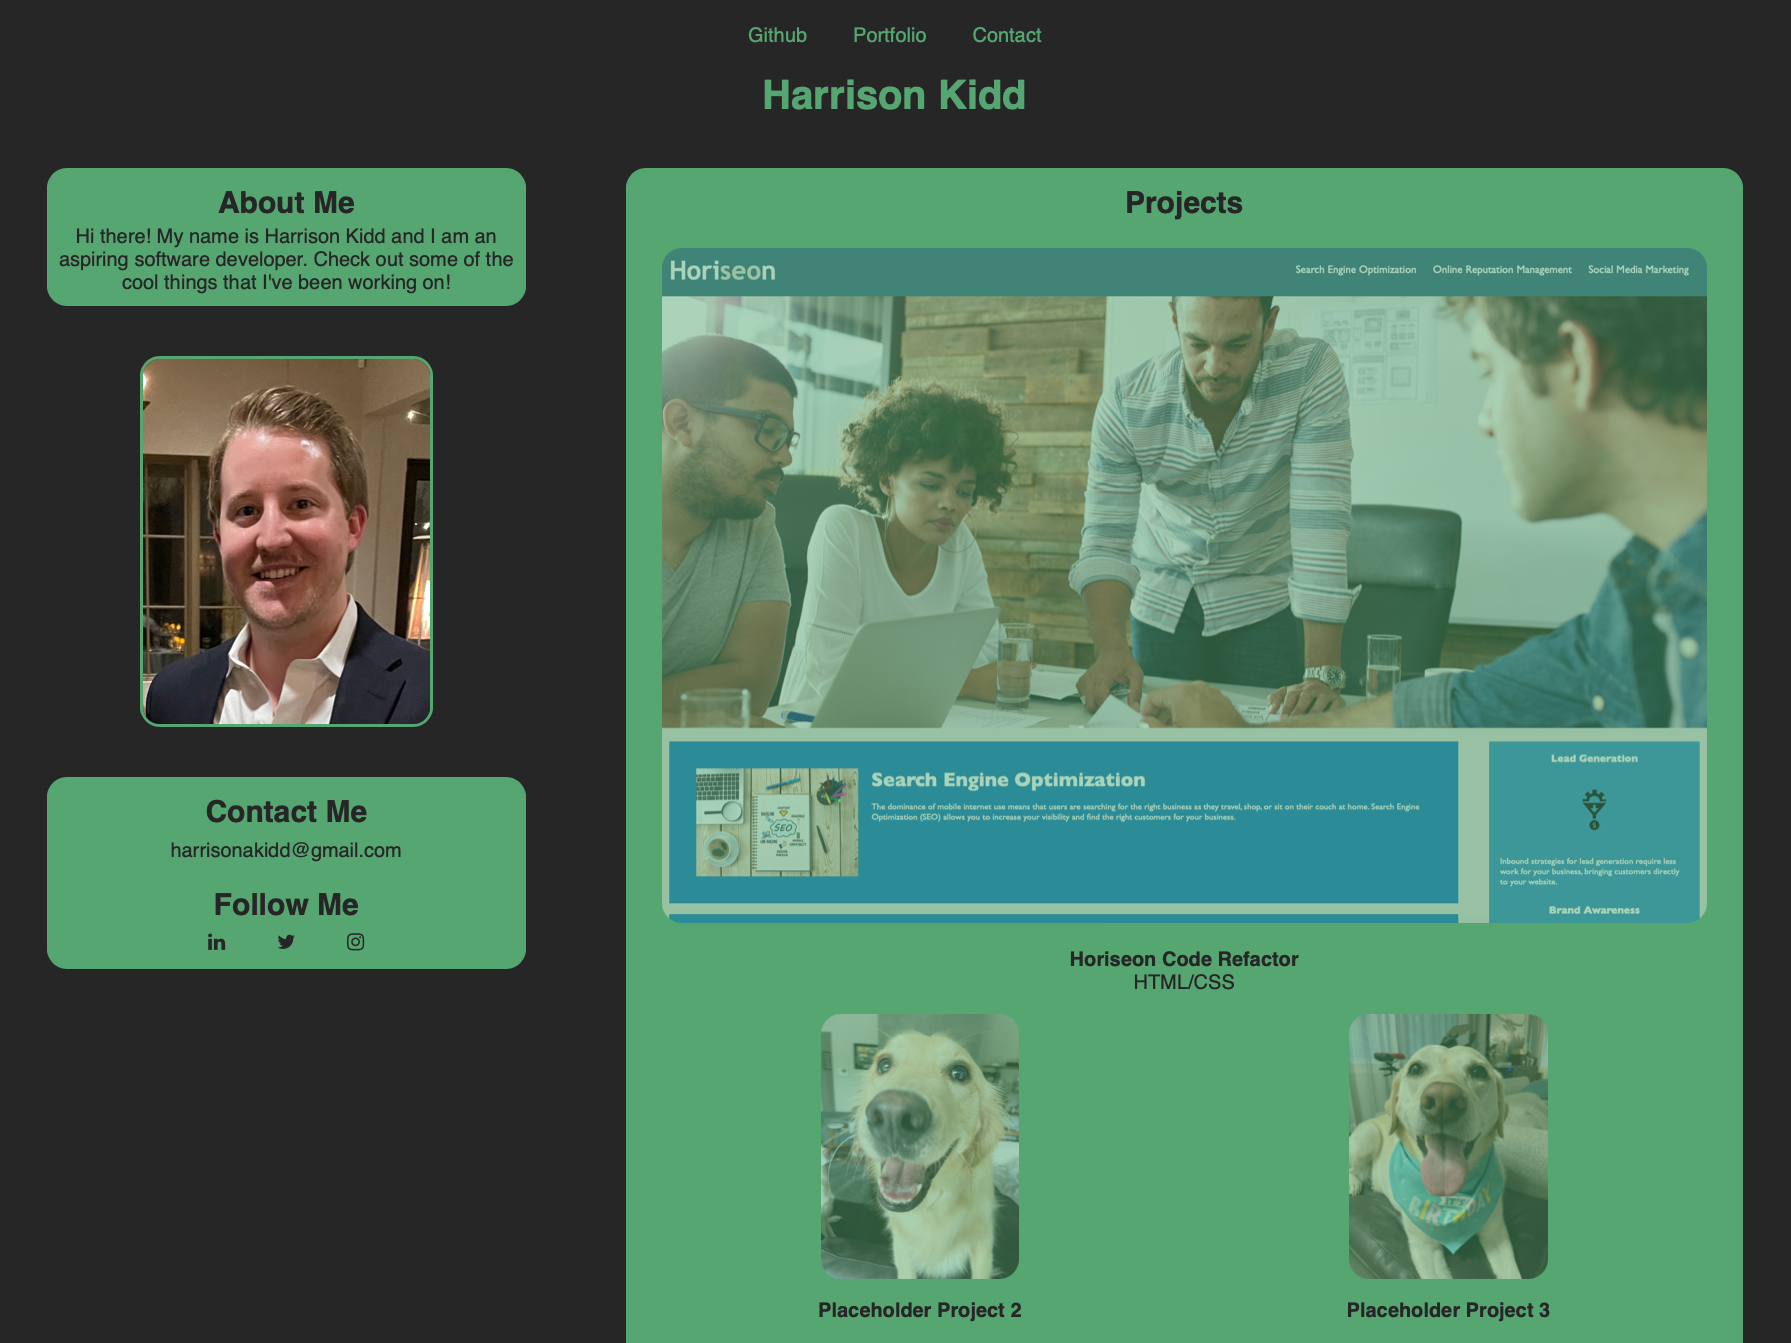 Github Portfolio Contact
Harrison Kidd
About Me
Hi there! My name is Harrison Kidd and I am an
aspiring software developer. Check out some of the
cool things that I've been working on!
Contact Me
harrisonakidd@gmail.com
Follow Me
Projects
Horiseon
Search Engine Optimization Online Reputation Management Social Media Marketing
SEO
Search Engine Optimization
The dominance of mobile internet use means that users are searching for the right business as they travel, shop, or sit on their couch at home. Search Engine
Optimization (SEO) allows you to increase your visibility and find the right customers for your business.
Lead Generation
Inbound strategies for lead generation require less
work for your business, bringing customers directly
to your website.
Brand Awareness
Horiseon Code Refactor
HTML/CSS
IT'S
BIRTHDAY
Placeholder Project 2
Placeholder Project 3